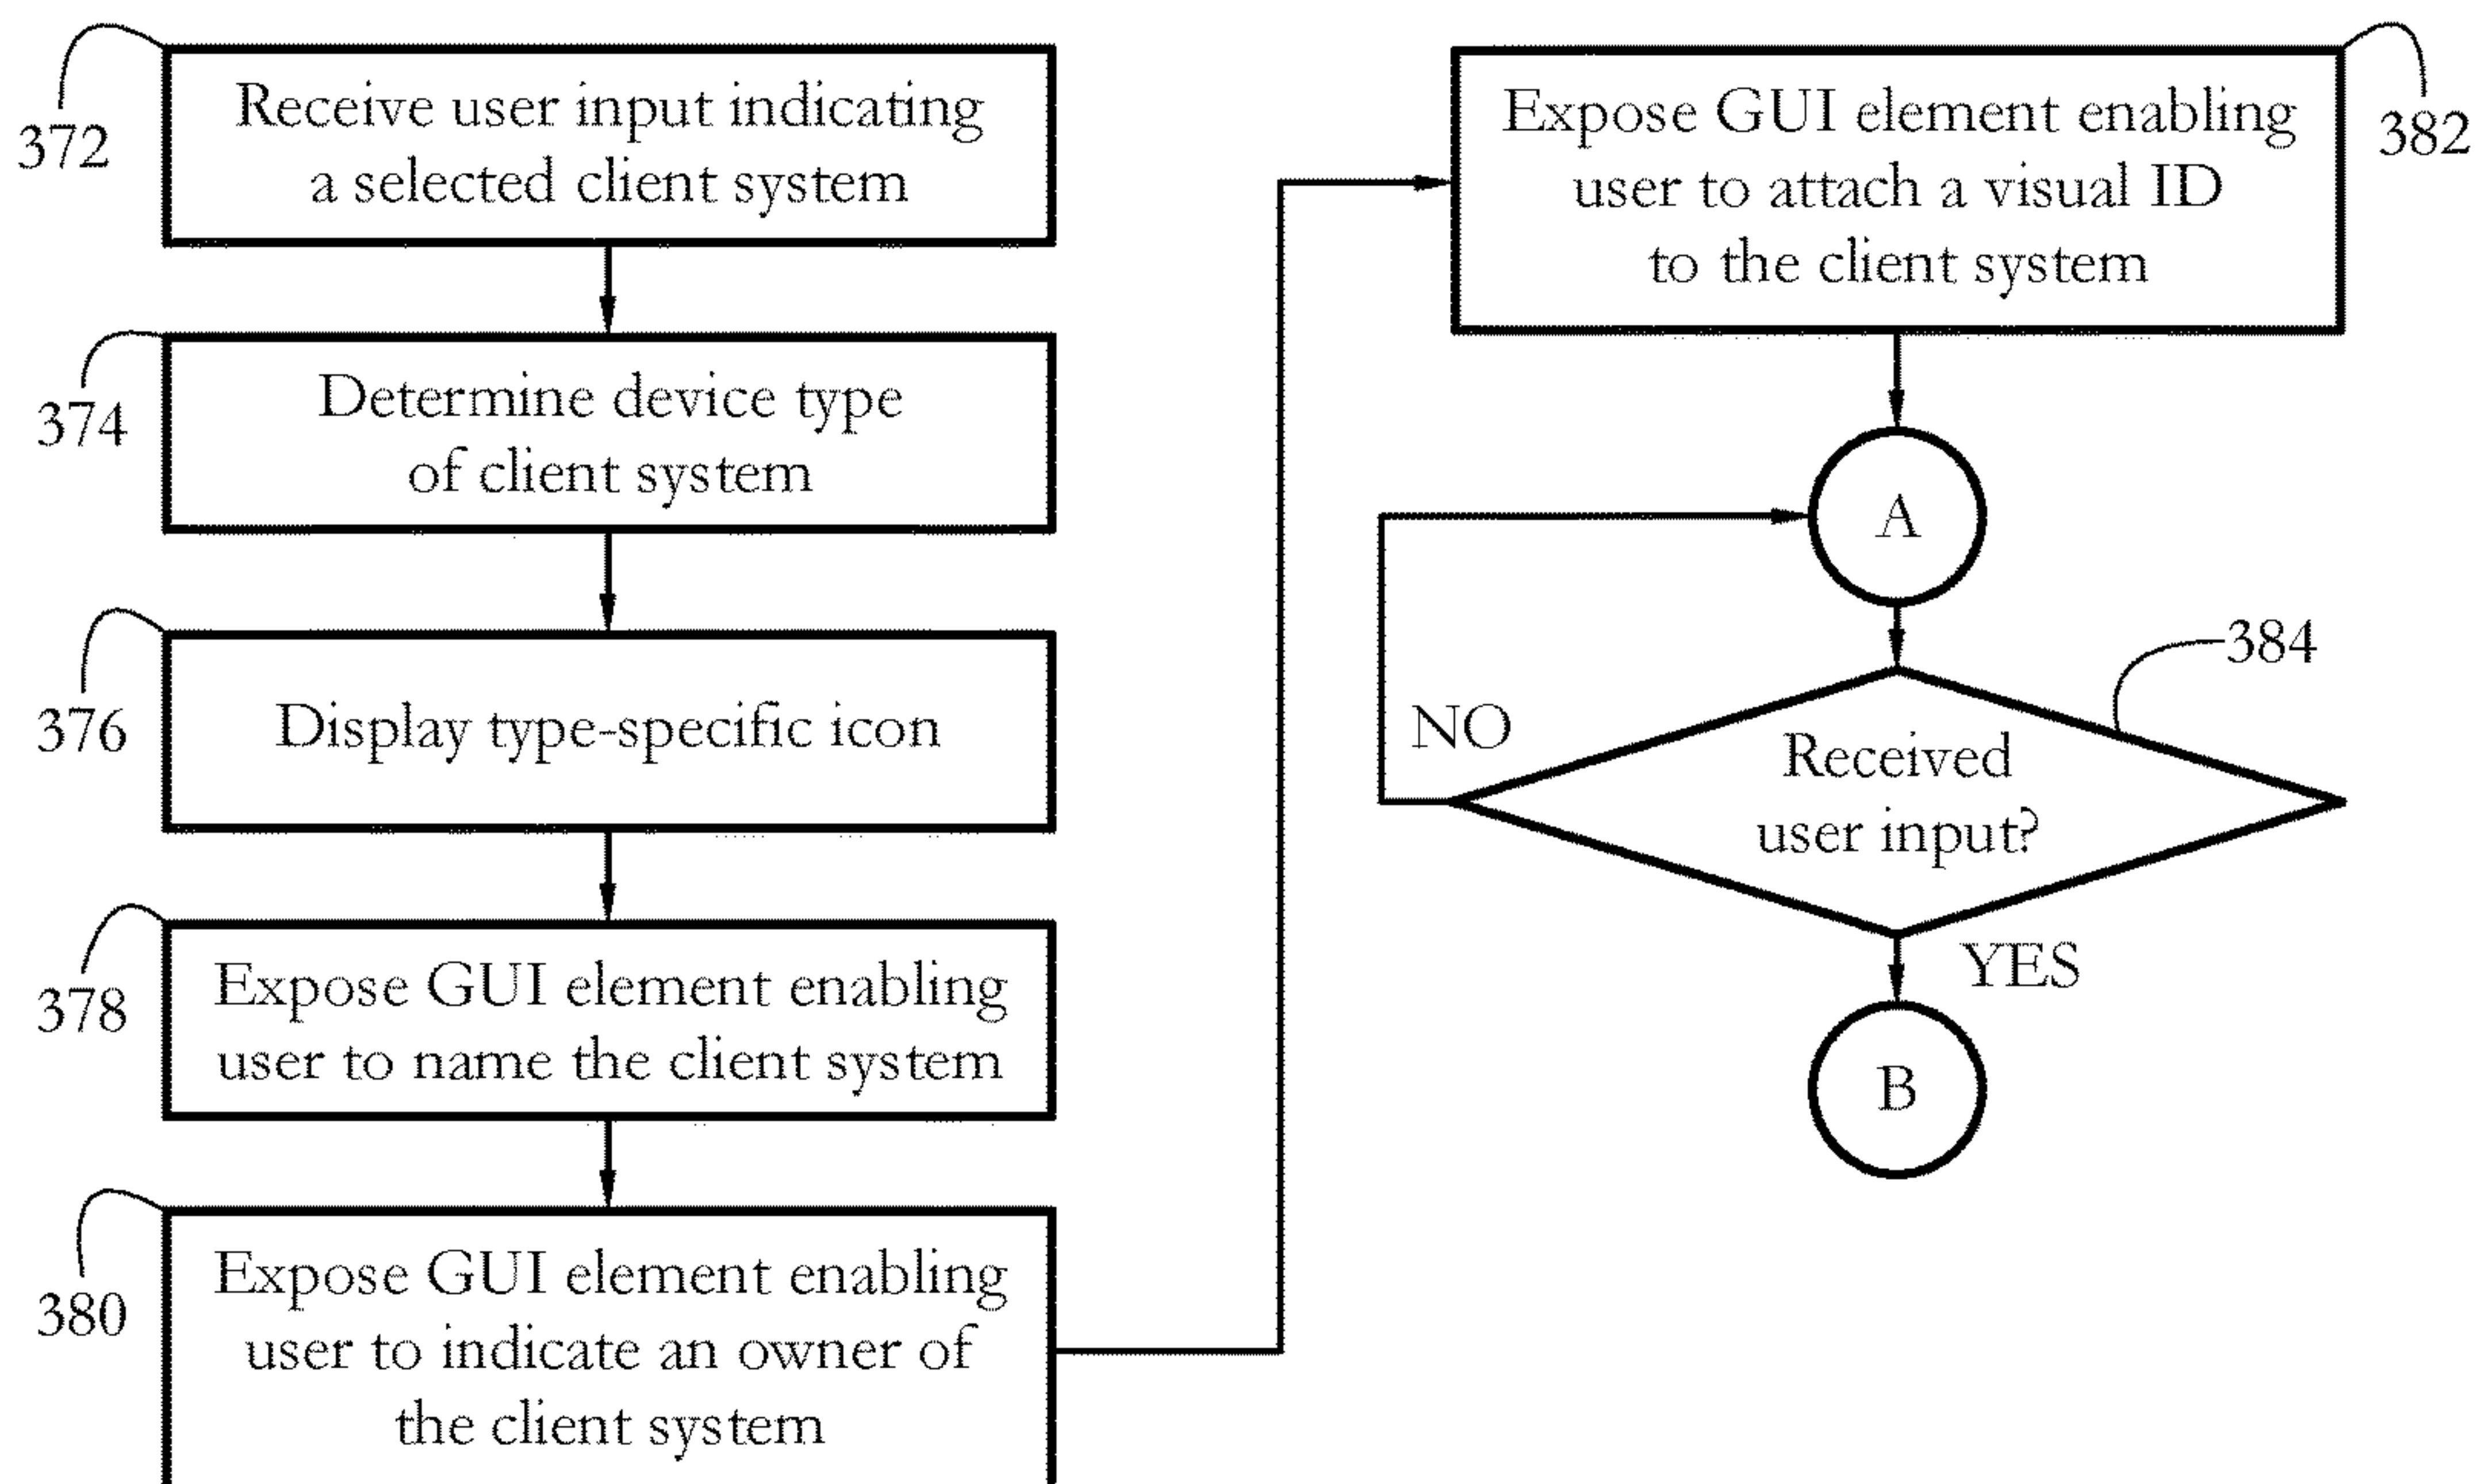 372
Receive user input indicating
a selected client system
374
Determine device type
of client system
376
Display type-specific icon
378
Expose GUI element enabling
user to name the client system
380
Expose GUI element enabling
user to indicate an owner of
the client system
382
Expose GUI element enabling
user to attach a visual ID
to the client system
A
384
NO
Received
user input?
YES
B